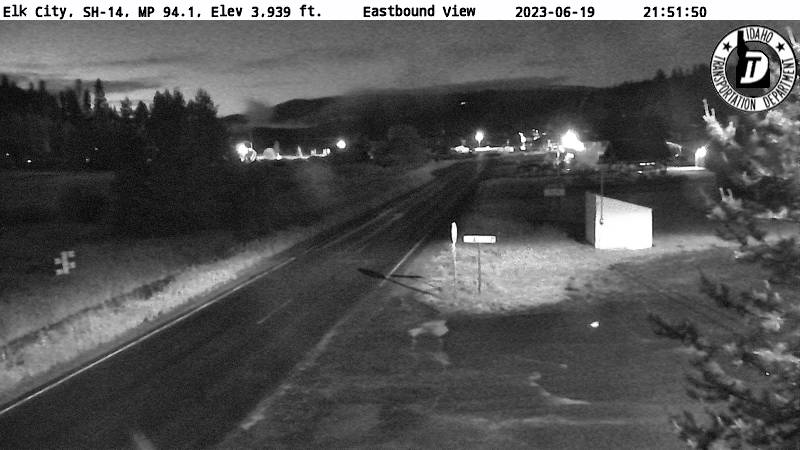 Elk City, SH-14, MP 94.1, Elev 3,939 ft. Eastbound View 2023-06-19 21:51:50
IDAHO
TRANSPORTATION DEPARTMENT